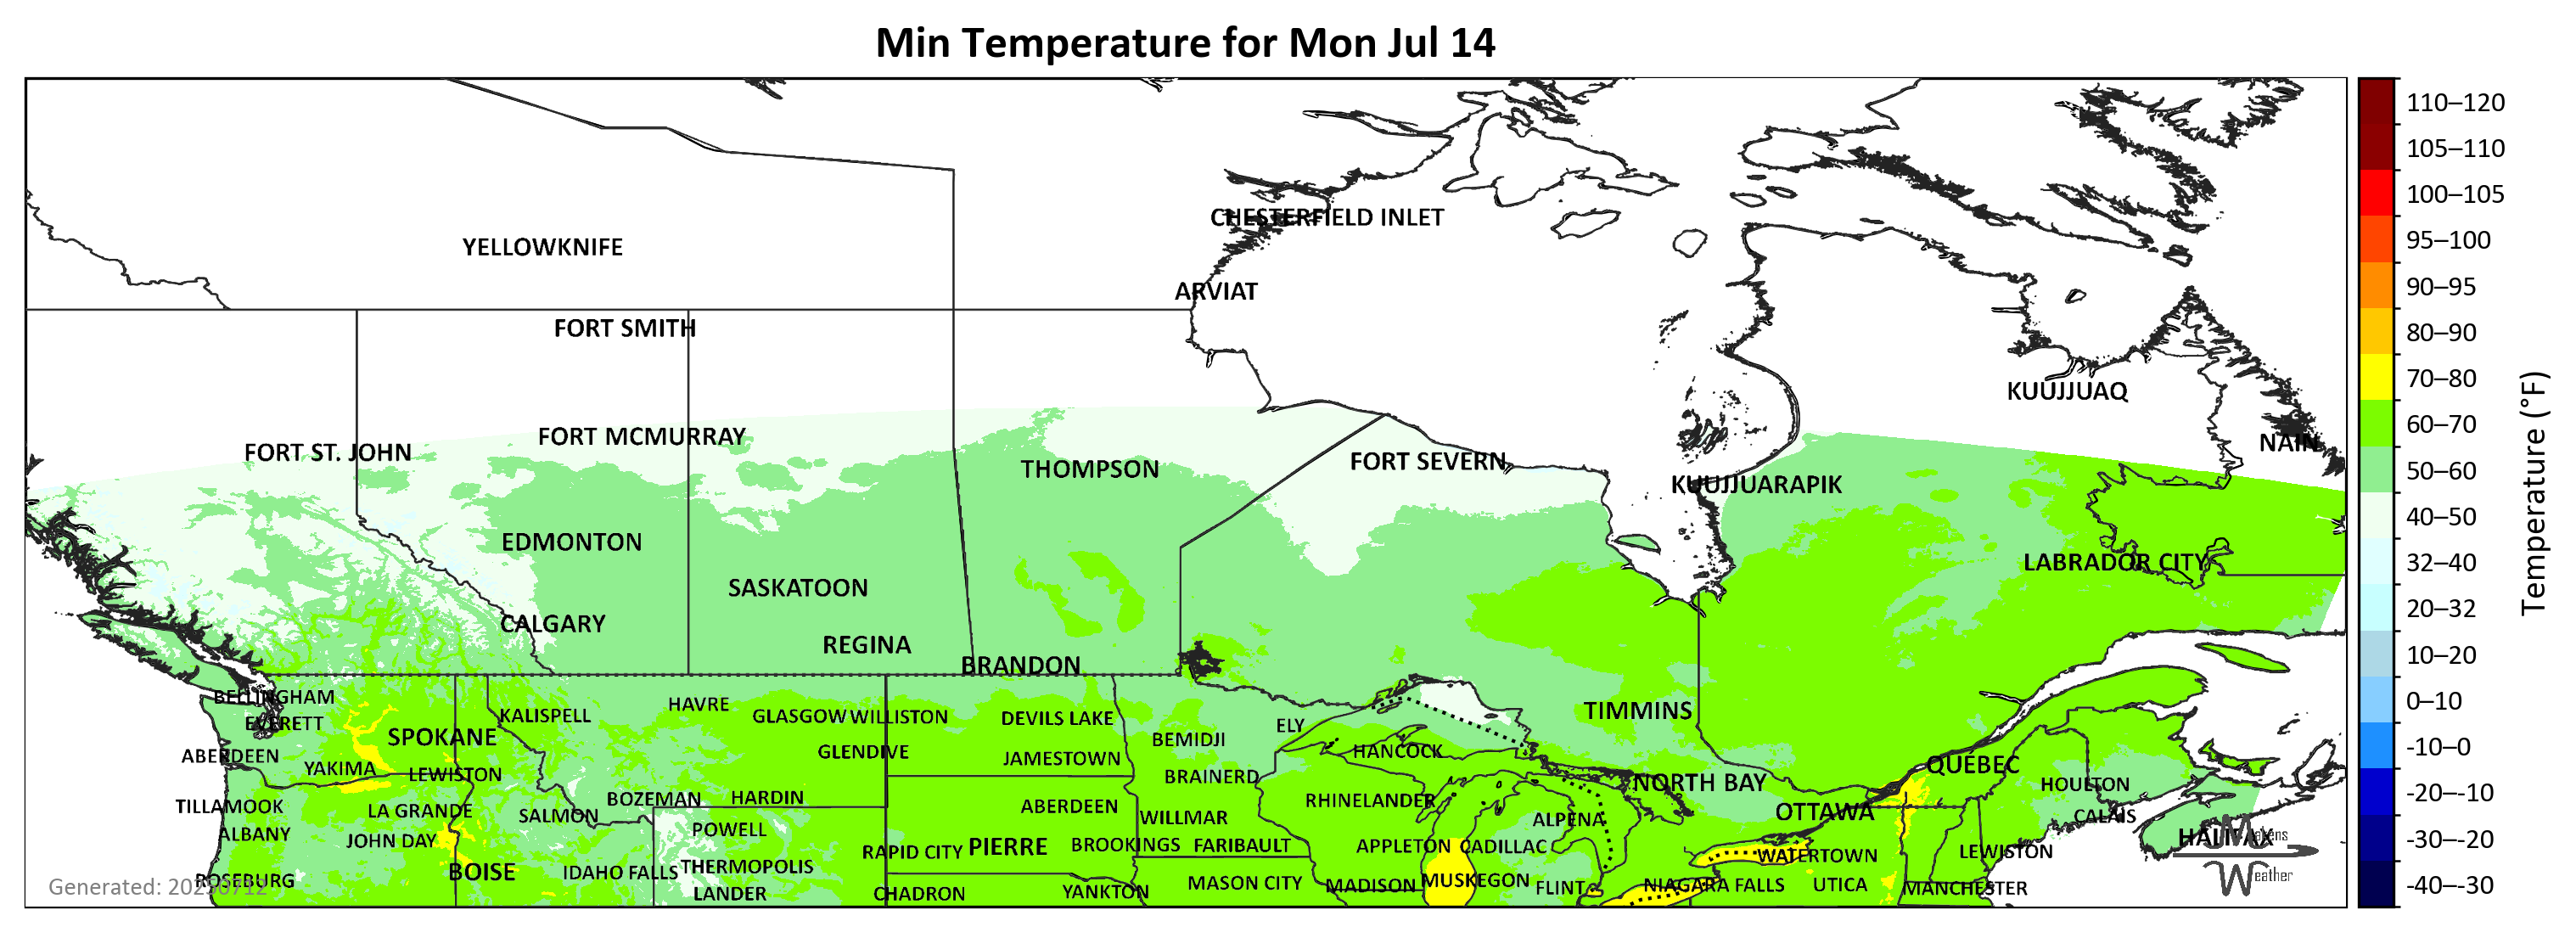 Min Temperature for Mon Jul 14
CHESTERFIELD INLET
YELLOWKNIFE
ARVIAT
FORT SMITH
KUUJJUAQ
FORT MCMURRAY
NAIN
FORT ST. JOHN
FORT SEVERN
THOMPSON
KUUJJUARAPIK
EDMONTON
LABRADOR CITY
SASKATOON
CALGARY
REGINA
BRANDON
BELLINGHAM
HAVRE
TIMMINS
KALISPELL
GLASGOW
WILLISTON
DEVILS LAKE
EVERETT
ELY
SPOKANE
BEMIDJI
HANCOCK
GLENDIVE
ABERDEEN
JAMESTOWN
QUÉBEC
YAKIMA
LEWISTON
BRAINERD
NORTH BAY
HOULTON
BOZEMAN
HARDIN
RHINELANDER
TILLAMOOK
ABERDEEN
LA GRANDE
OTTAWA
SALMON
WILLMAR
CALAIS
ALPENA
ALBANY
POWELL
JOHN DAY
HALIFAX
Makens
Weather
PIERRE
BROOKINGS
FARIBAULT
APPLETON
CADILLAC
RAPID CITY
LEWISTON
WATERTOWN
THERMOPOLIS
BOISE
IDAHO FALLS
ROSEBURG
MUSKEGON
MASON CITY
MADISON
FLINT
NIAGARA FALLS
UTICA
MANCHESTER
LANDER
CHADRON
YANKTON
Generated: 20250712
110–120
105–110
100–105
95–100
90–95
80–90
70–80
60–70
50–60
40–50
32–40
20–32
10–20
0–10
-10–0
-20–-10
-30–-20
-40–-30
Temperature (°F)